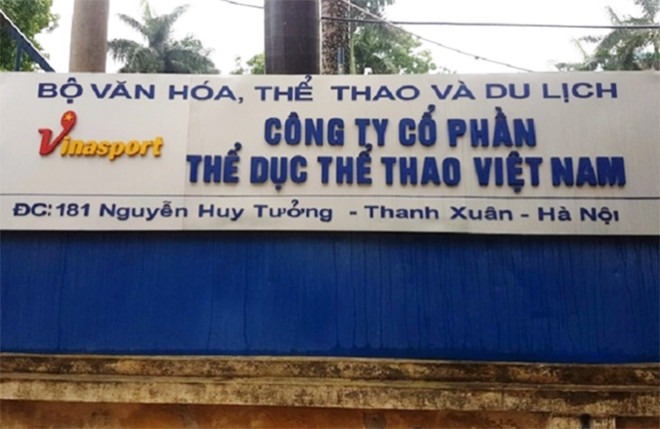 BỘ VĂN HÓA, THỂ THAO VÀ DU LỊCH
Vinasport
CÔNG TY CỔ PHẦN
THỂ DỤC THỂ THAO VIỆT NAM
ĐC: 181 Nguyễn Huy Tưởng - Thanh Xuân - Hà Nội